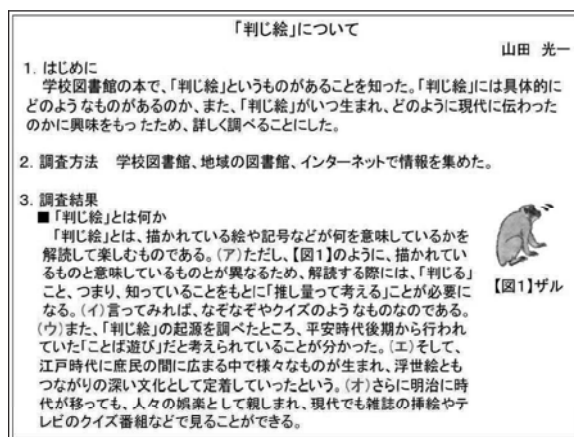 「判じ絵」について
山田 光一
1. はじめに
学校図書館の本で、「判じ絵」というものがあることを知った。「判じ絵」には具体的に
どのようなものがあるのか、また、「判じ絵」がいつ生まれ、どのように現代に伝わった
のかに興味をもったため、詳しく調べることにした。
2. 調査方法 学校図書館、地域の図書館、インターネットで情報を集めた。
3. 調査結果
■「判じ絵」とは何か
「判じ絵」とは、描かれている絵や記号などが何を意味しているかを
解読して楽しむものである。(ア)ただし、【図1】のように、描かれてい
るものと意味しているものとが異なるため、解読する際には、「判じる」
こと、つまり、知っていることをもとに「推し量って考える」ことが必要に
なる。(イ)言ってみれば、なぞなぞやクイズのようなものなのである。
(ウ)また、「判じ絵」の起源を調べたところ、平安時代後期から行われ
ていた「ことば遊び」だと考えられていることが分かった。(エ)そして、
江戸時代に庶民の間に広まる中で様々なものが生まれ、浮世絵とも
つながりの深い文化として定着していったという。(オ)さらに明治に時
代が移っても、人々の娯楽として親しまれ、現代でも雑誌の挿絵やテ
レビのクイズ番組などで見ることができる。
【図1】ザル